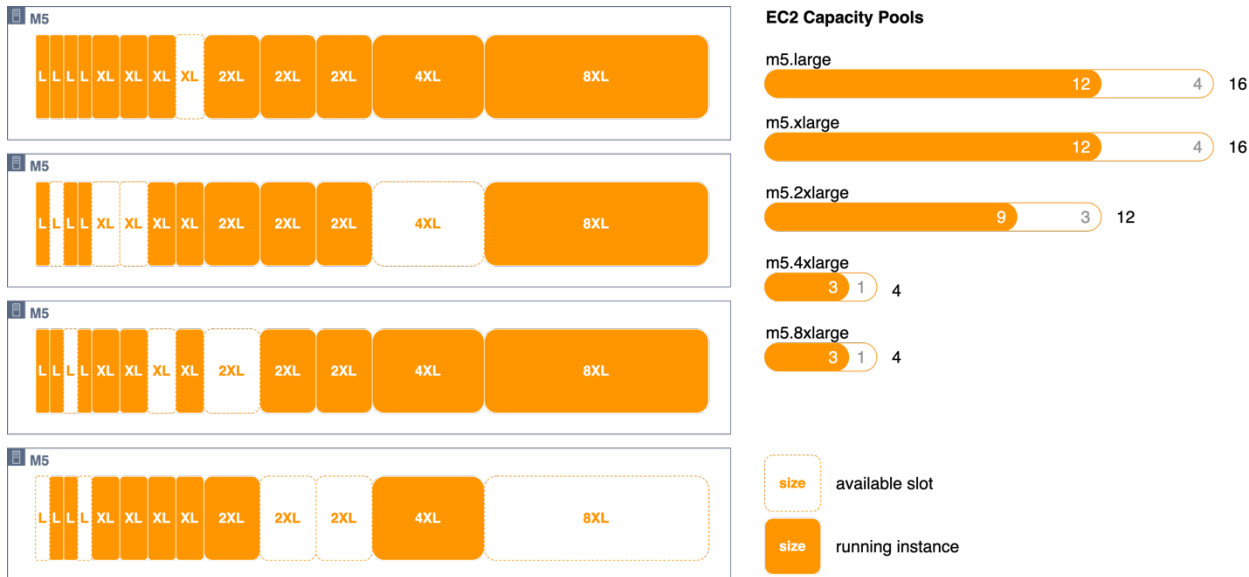 M5
L L L L XL XL XL XL 2XL 2XL 2XL 4XL 8XL
M5
L L L L XL XL XL XL 2XL 2XL 2XL 4XL 8XL
M5
L L L L XL XL XL XL 2XL 2XL 2XL 4XL 8XL
M5
L L L L XL XL XL XL 2XL 2XL 2XL 4XL 8XL
EC2 Capacity Pools
m5.large
12 4 16
m5.xlarge
12 4 16
m5.2xlarge
9 3 12
m5.4xlarge
3 1 4
m5.8xlarge
3 1 4
size available slot
size running instance